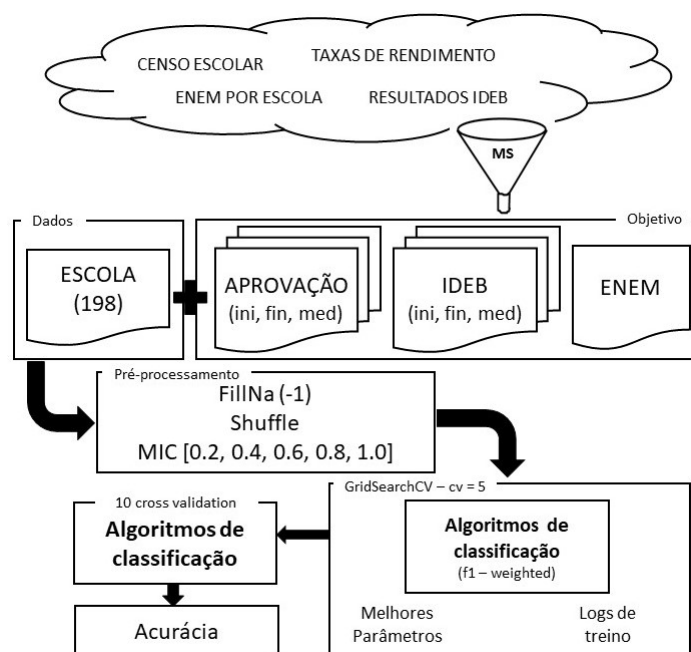 CENSO ESCOLAR
TAXAS DE RENDIMENTO
ENEM POR ESCOLA
RESULTADOS IDEB
MS
Dados
Objetivo
ESCOLA
(198)
APROVAÇÃO
(ini, fin, med)
IDEB
(ini, fin, med)
ENEM
Pré-processamento
FillNa (-1)
Shuffle
MIC [0.2, 0.4, 0.6, 0.8, 1.0]
GridSearchCV – cv = 5
Algoritmos de
classificação
(f1 – weighted)
Melhores
Parâmetros
Logs de
treino
10 cross validation
Algoritmos de
classificação
Acurácia